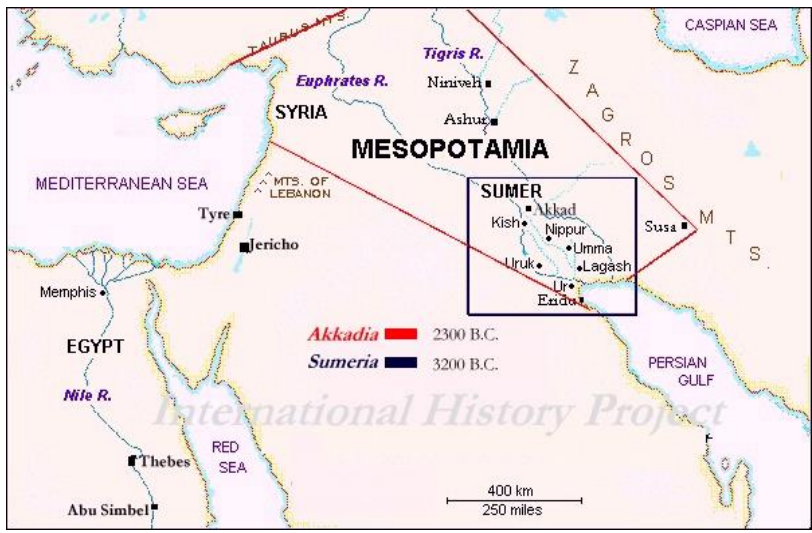 CASPIAN SEA
TAURUS MTS.
Tigris R.
Euphrates R.
Niniveh
ZAGROS MTS
SYRIA
Ashur
MESOPOTAMIA
MEDITERRANEAN SEA
MTS. OF
LEBANON
SUMER
Akkad
Tyre
Kish
Nippur
Susa
Jericho
Umma
Uruk
Lagash
Memphis
Ur
Eridu
Akkadia 2300 B.C.
EGYPT
Sumeria 3200 B.C.
PERSIAN
GULF
Nile R.
International History Project
RED
SEA
Thebes
400 km
250 miles
Abu Simbel